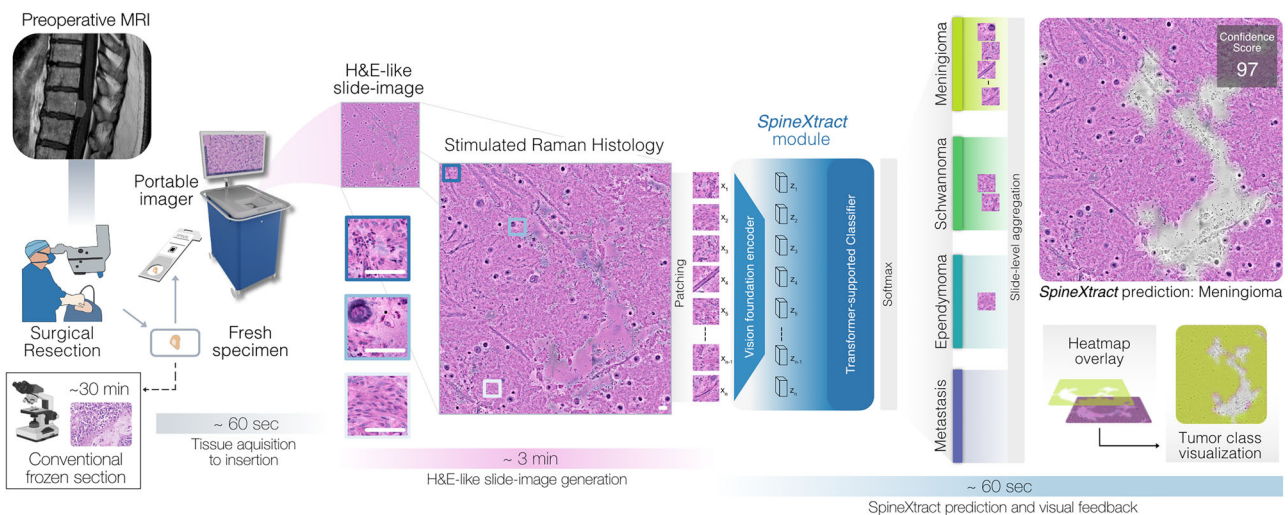 Preoperative MRI
H&E-like
slide-image
Portable
imager
Surgical
Resection
Fresh
specimen
~30 min
Conventional
frozen section
~ 60 sec
Tissue aquisition
to insertion
Stimulated Raman Histology
~ 3 min
H&E-like slide-image generation
Patching
x1
x2
x3
x4
x5
xn-1
xn
SpineXtract
module
Vision foundation encoder
z1
z2
z3
z4
z5
zn-1
zn
Transformer-supported Classifier
Softmax
Meningioma
Schwannoma
Ependymoma
Metastasis
Slide-level aggregation
Confidence
Score
97
SpineXtract prediction: Meningioma
Heatmap
overlay
Tumor class
visualization
~ 60 sec
SpineXtract prediction and visual feedback